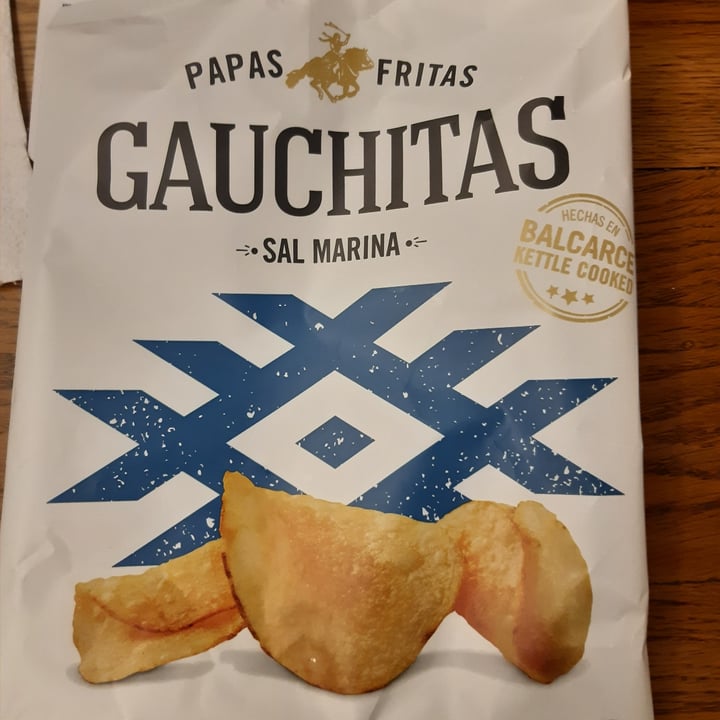 PAPAS FRITAS
GAUCHITAS
SAL MARINA
HECHAS EN
BALCARCE
KETTLE COOKED